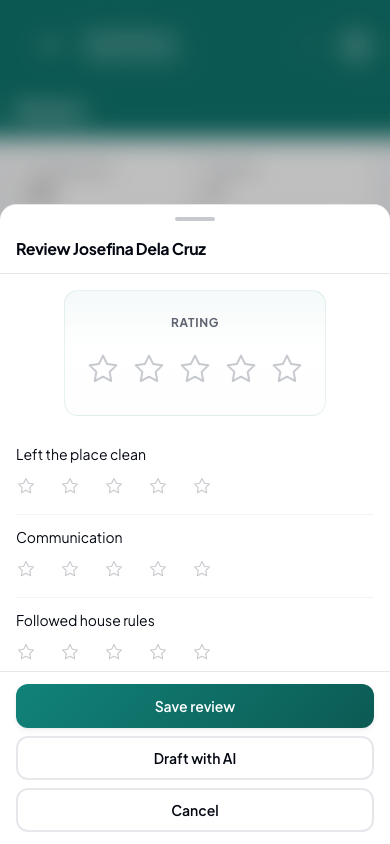 Review Josefina Dela Cruz
RATING
Left the place clean
Communication
Followed house rules
Save review
Draft with AI
Cancel